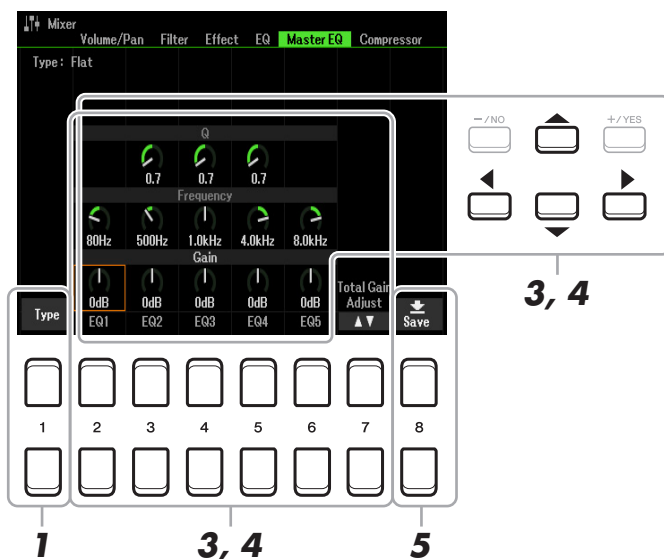 Mixer
Volume/Pan Filter Effect EQ Master EQ Compressor
Type: Flat
-/NO +/YES
Q
0.7 0.7 0.7
Frequency
80Hz 500Hz 1.0kHz 4.0kHz 8.0kHz
Gain
3, 4
0dB 0dB 0dB 0dB 0dB
Total Gain
Adjust
Type EQ1 EQ2 EQ3 EQ4 EQ5 ▲▼ Save
1 2 3 4 5 6 7 8
1 3, 4 5